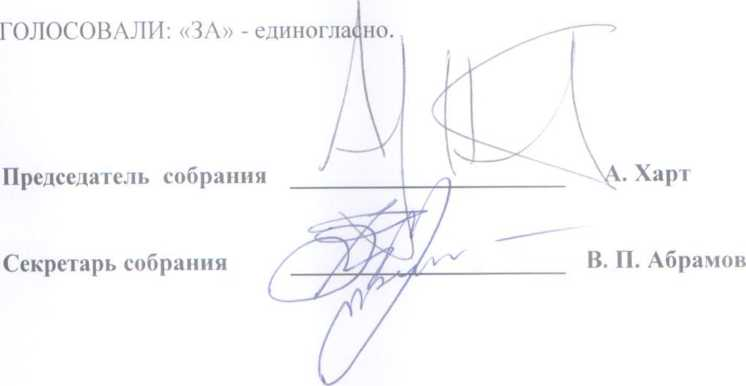 ГОЛОСОВАЛИ: «ЗА» - единогласно.
Председатель собрания А. Харт
Секретарь собрания В. П. Абрамов